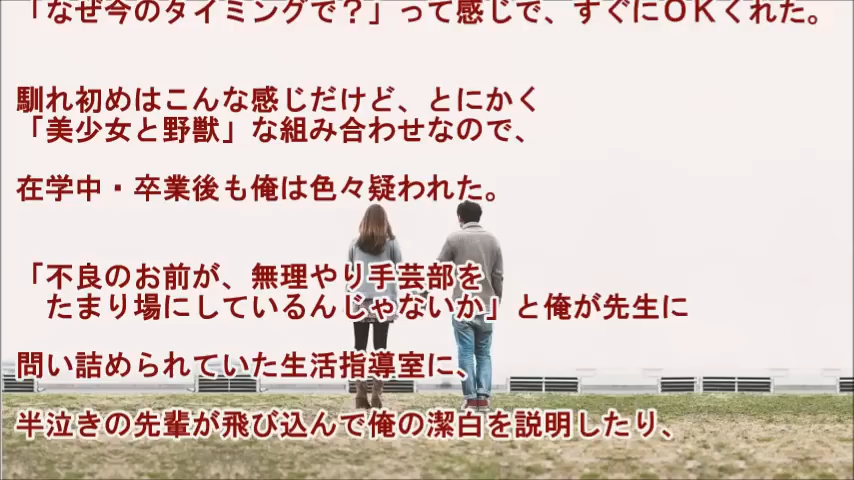 「なぜ今のタイミングで？」って感じで、すぐにＯＫくれた。
馴れ初めはこんな感じだけど、とにかく
「美少女と野獣」な組み合わせなので、
在学中・卒業後も俺は色々疑われた。
「不良のお前が、無理やり手芸部を
たまり場にしているんじゃないか」と俺が先生に
問い詰められていた生活指導室に、
半泣きの先輩が飛び込んで俺の潔白を説明したり、